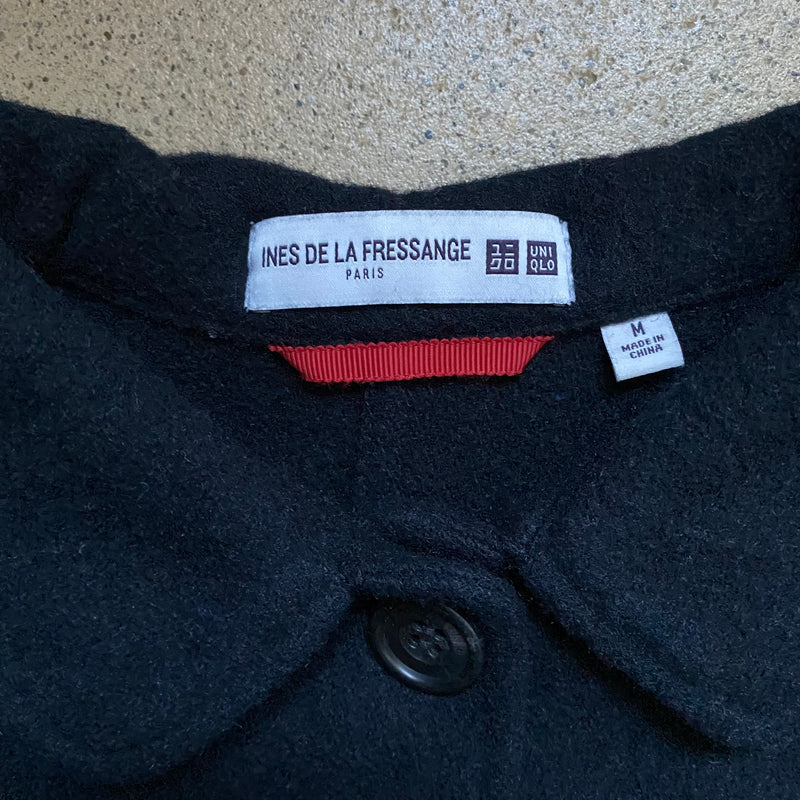 INES DE LA FRESSANGE
PARIS
ユニ
クロ
UNI
QLO
M
MADE IN
CHINA